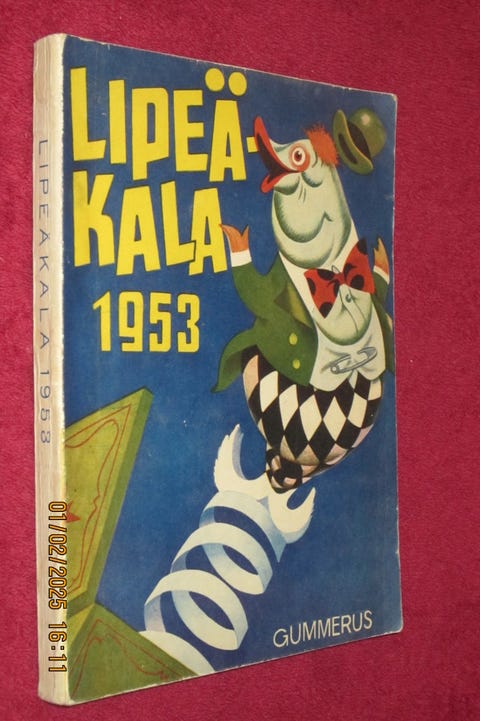 LIPEÄ-
KALA
1953
GUMMERUS
LIPEÄKALA 1953
01/02/2025 16:11